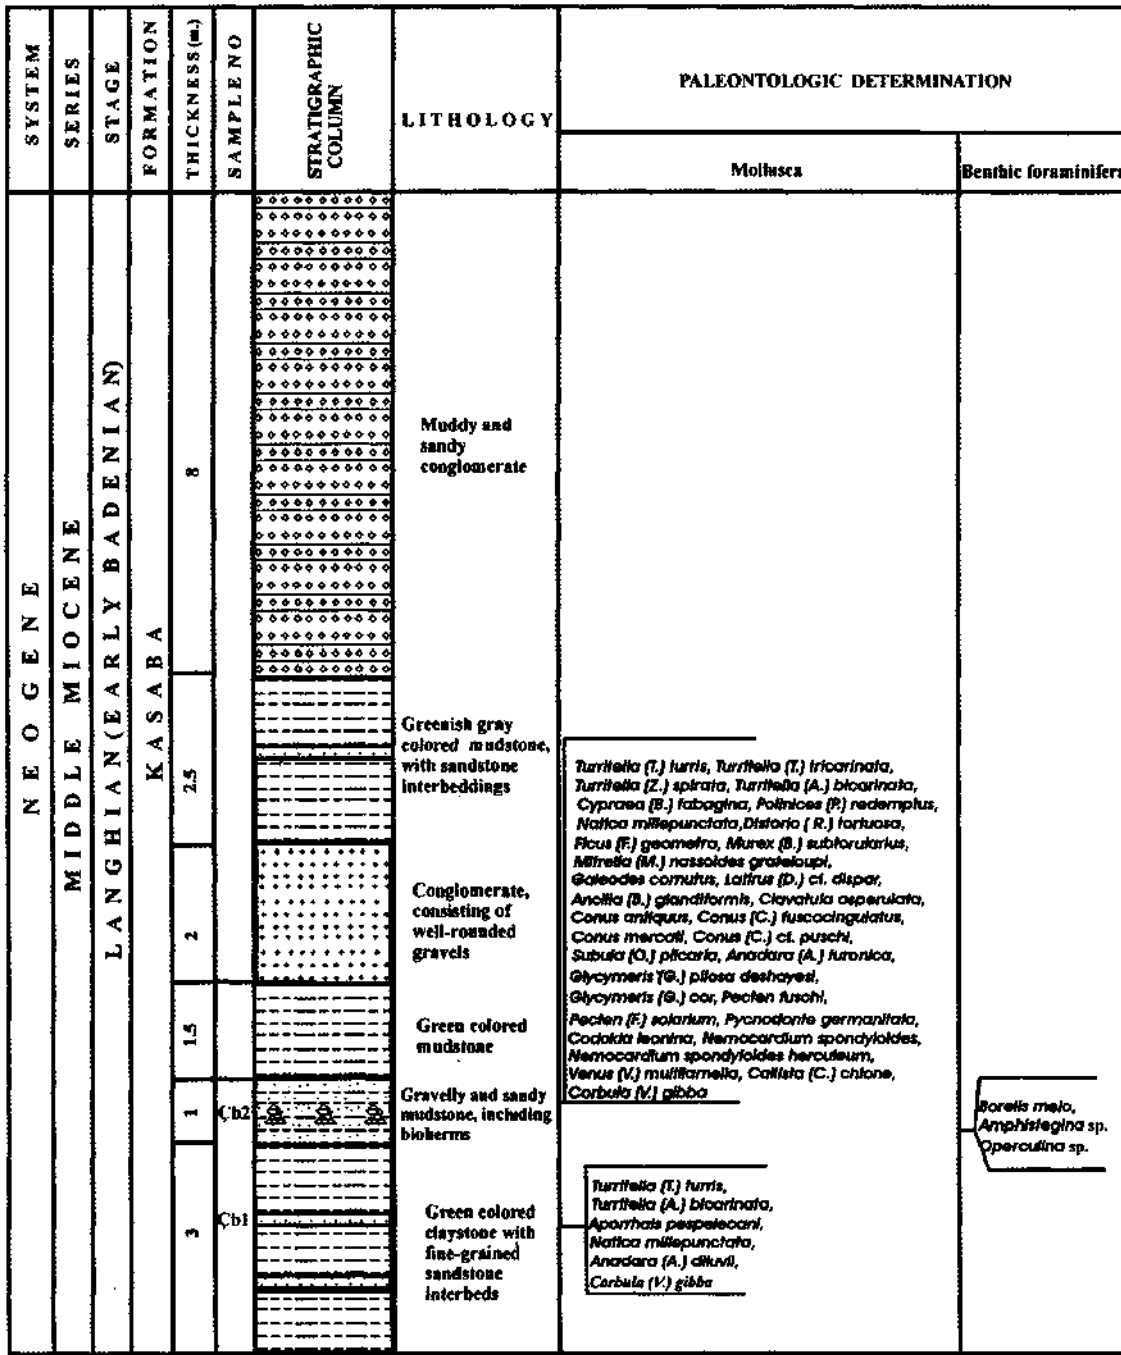 SYSTEM
SERIES
STAGE
FORMATION
THICKNESS (m.)
SAMPLE NO
STRATIGRAPHIC
COLUMN
LITHOLOGY
PALEONTOLOGIC DETERMINATION
Mollusca
Benthic foraminifera
NEOGENE
MIDDLE MIOCENE
LANGHIAN (EARLY BADENIAN)
KASABA
8
Muddy and
sandy
conglomerate
2.5
Greenish gray
colored mudstone,
with sandstone
interbeddings
2
Conglomerate,
consisting of
well-rounded
gravels
1.5
Green colored
mudstone
1
Çb2
Gravelly and sandy
mudstone, including
bioherms
3
Çb1
Green colored
claystone with
fine-grained
sandstone
interbeds
Turritella (T.) turris, Turritella (T.) tricarinata,
Turritella (Z.) spirata, Turritella (A.) bicarinata,
Cypraea (B.) fabagina, Polinices (P.) redemptus,
Natica millepunctata, Distorio ( R.) tortuosa,
Ficus (F.) geometra, Murex (B.) subtorularius,
Mitrella (M.) nassoides grateloupi,
Galeodes cornutus, Latirus (D.) cf. dispar,
Ancilla (B.) glandiformis, Clavatula asperulata,
Conus antiquus, Conus (C.) fuscocingulatus,
Conus mercati, Conus (C.) cf. puschi,
Subula (O.) plicaria, Anadara (A.) turonica,
Glycymeris (G.) pilosa deshayesi,
Glycymeris (G.) cor, Pecten fuschi,
Pecten (F.) solarium, Pycnodonte germanitata,
Codakia leonina, Nemocardium spondyloides,
Nemocardium spondyloides herculeum,
Venus (V.) multilamella, Callista (C.) chione,
Corbula (V.) gibba
Borelis melo,
Amphistegina sp.
Operculina sp.
Turritella (T.) turris,
Turritella (A.) bicarinata,
Aporrhais pespelecani,
Natica millepunctata,
Anadara (A.) diluvii,
Corbula (V.) gibba